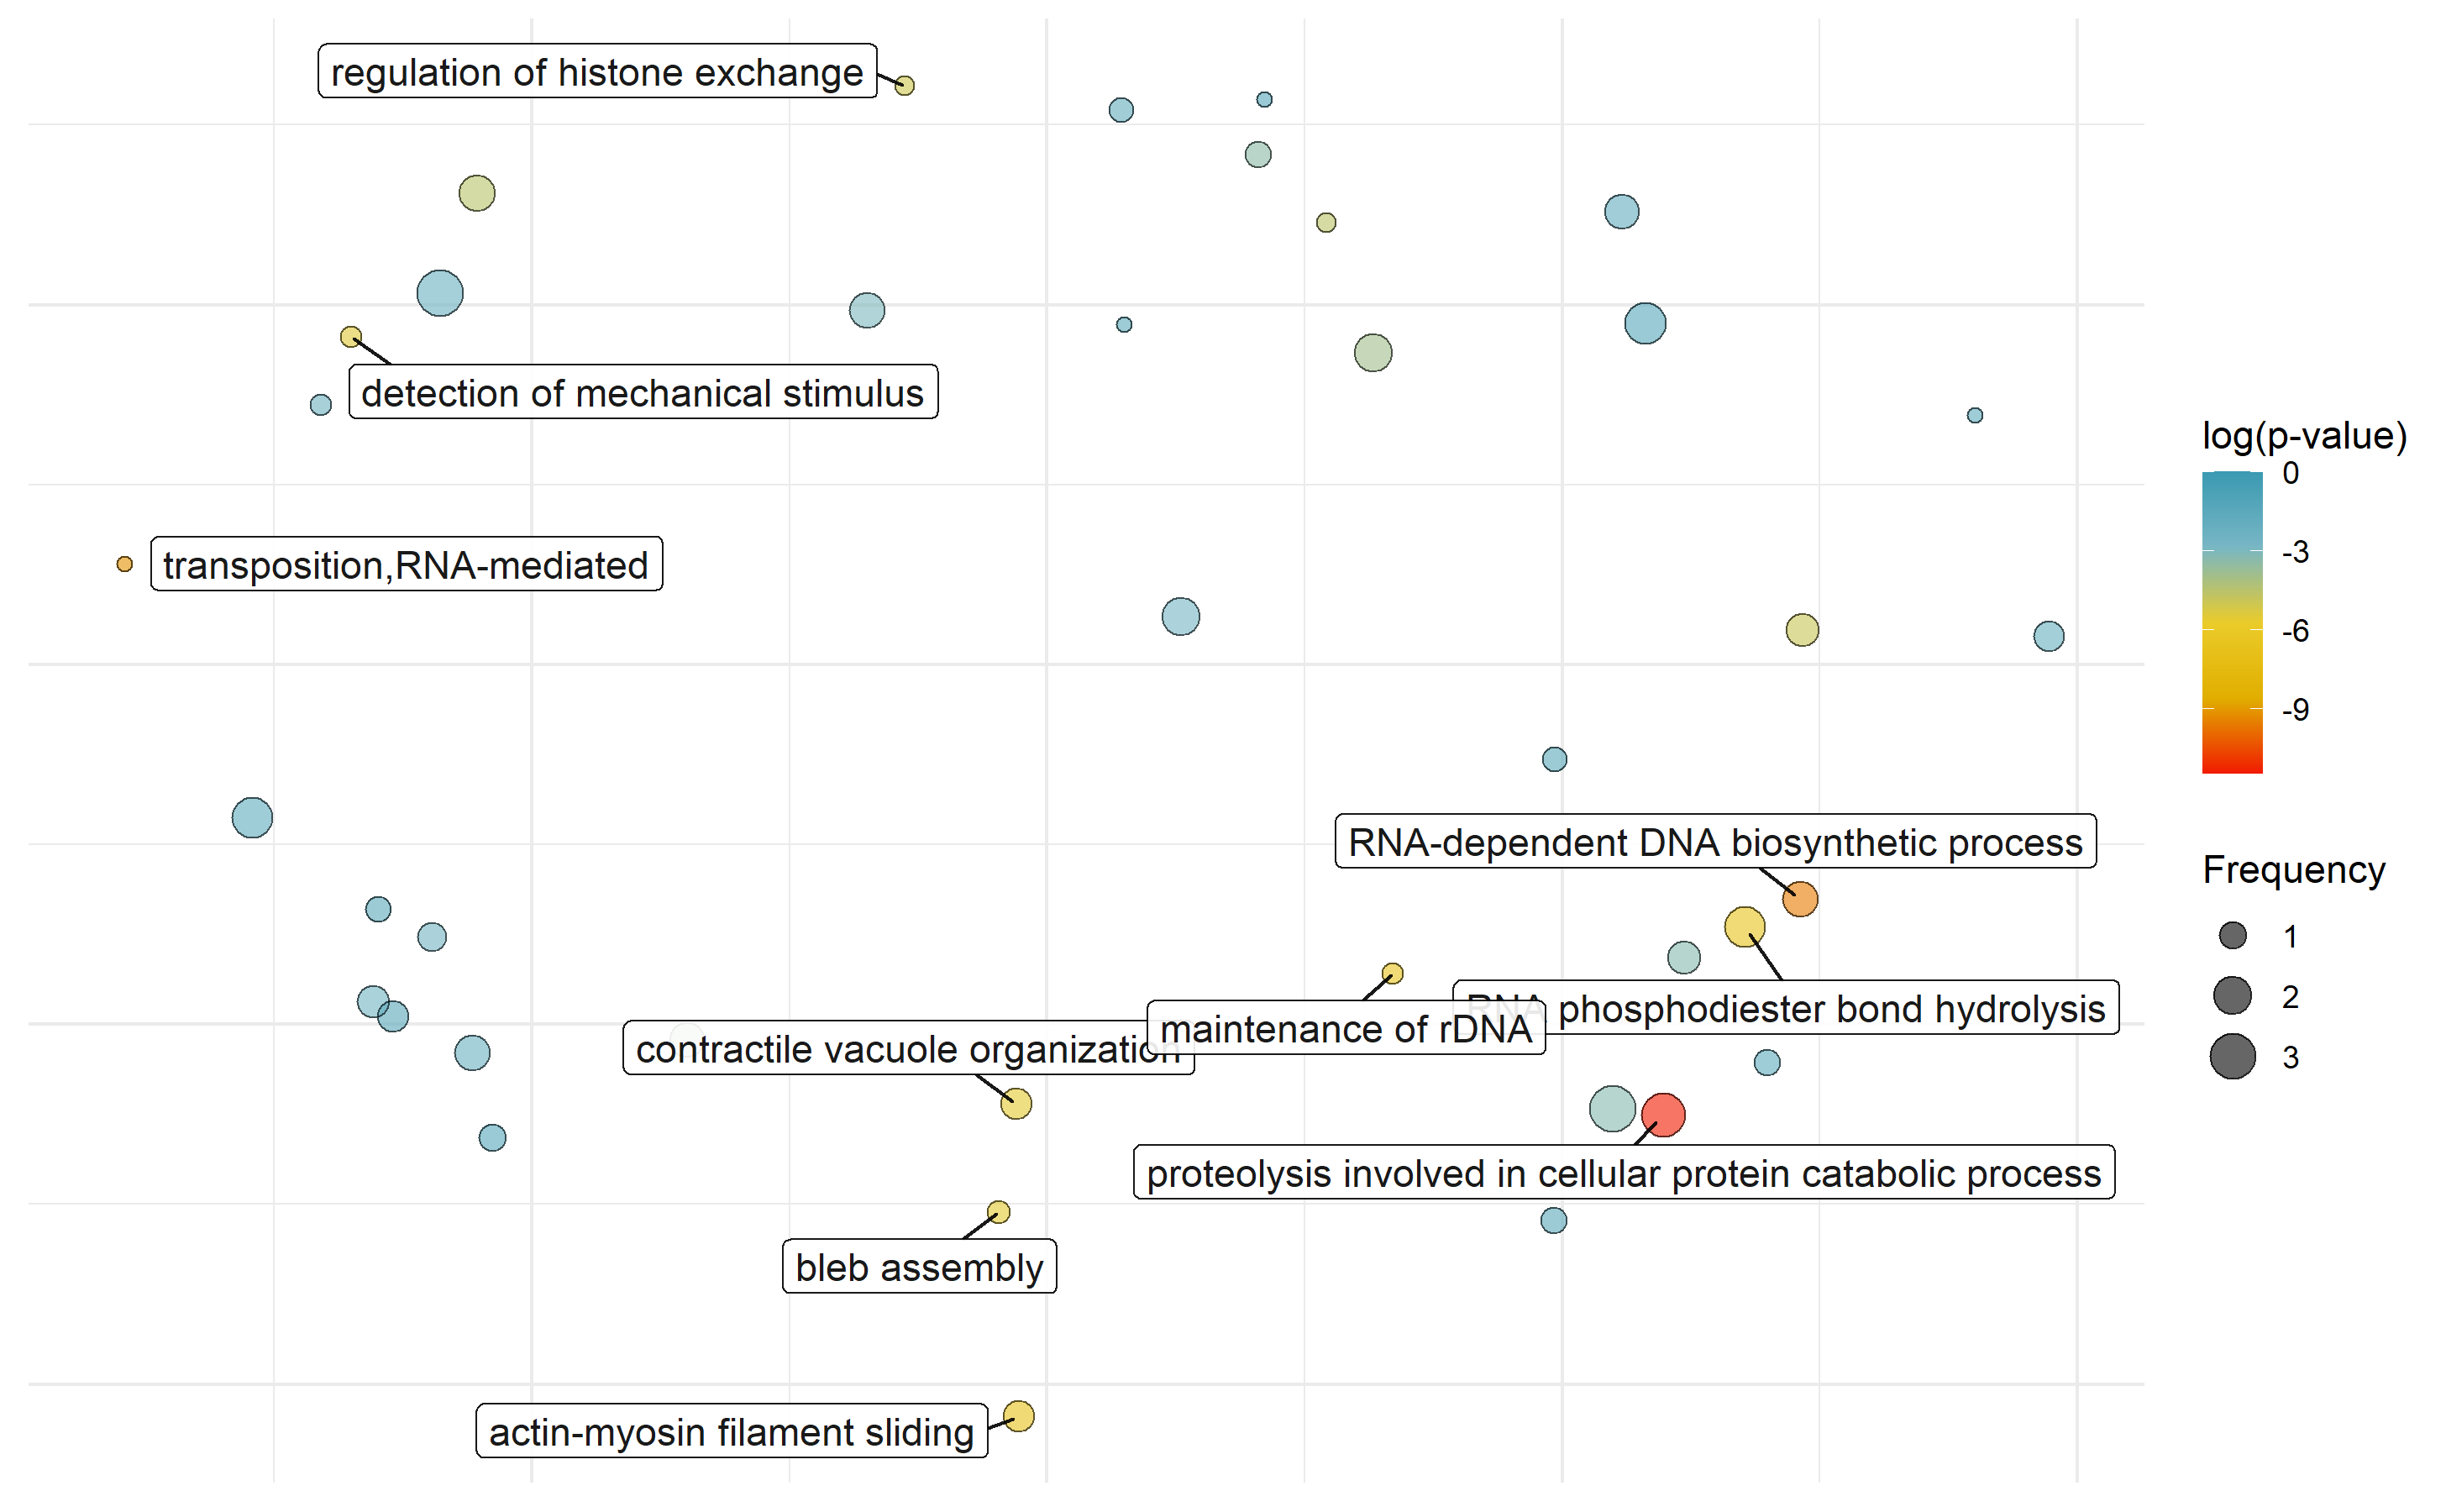 regulation of histone exchange
detection of mechanical stimulus
transposition,RNA-mediated
RNA-dependent DNA biosynthetic process
RNA phosphodiester bond hydrolysis
maintenance of rDNA
contractile vacuole organization
proteolysis involved in cellular protein catabolic process
bleb assembly
actin-myosin filament sliding
log(p-value)
0
-3
-6
-9
Frequency
1
2
3